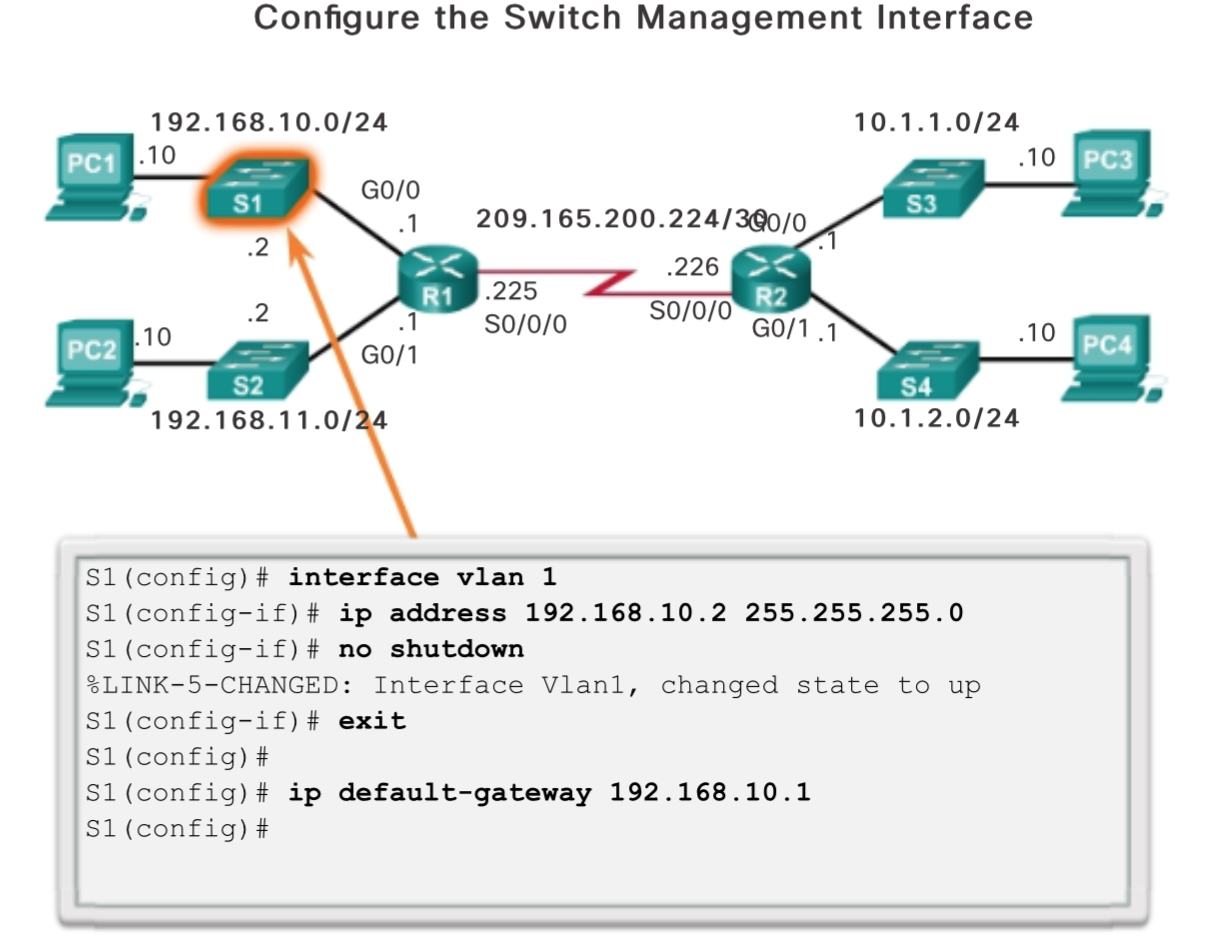 Configure the Switch Management Interface
192.168.10.0/24
10.1.1.0/24
PC1
.10
S1
G0/0
.1
.2
209.165.200.224/30
G0/0
.1
S3
.10
PC3
R1
.225
S0/0/0
.226
S0/0/0
R2
PC2
.10
.2
S2
.1
G0/1
G0/1
.1
S4
.10
PC4
192.168.11.0/24
10.1.2.0/24
S1(config)# interface vlan 1
S1(config-if)# ip address 192.168.10.2 255.255.255.0
S1(config-if)# no shutdown
%LINK-5-CHANGED: Interface Vlan1, changed state to up
S1(config-if)# exit
S1(config)#
S1(config)# ip default-gateway 192.168.10.1
S1(config)#